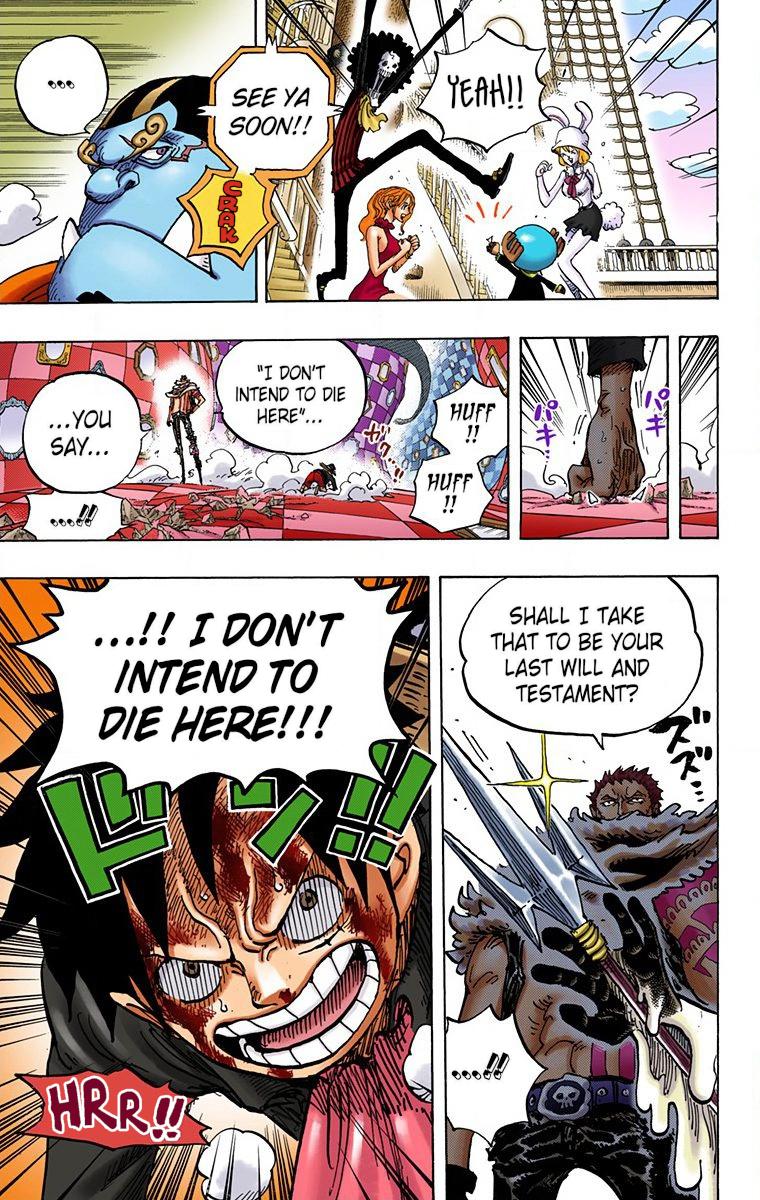 YEAH!!
SEE YA
SOON!!
CRAK
...
パキ
パキ
HUFF
!!
HUFF
!!
"I DON'T
INTEND TO DIE
HERE"...
...YOU
SAY...
...!!
SHALL I TAKE
THAT TO BE YOUR
LAST WILL AND
TESTAMENT?
ズズ...
...!!
...!! I DON'T
INTEND TO
DIE HERE!!!
ドン!!
HRR!!